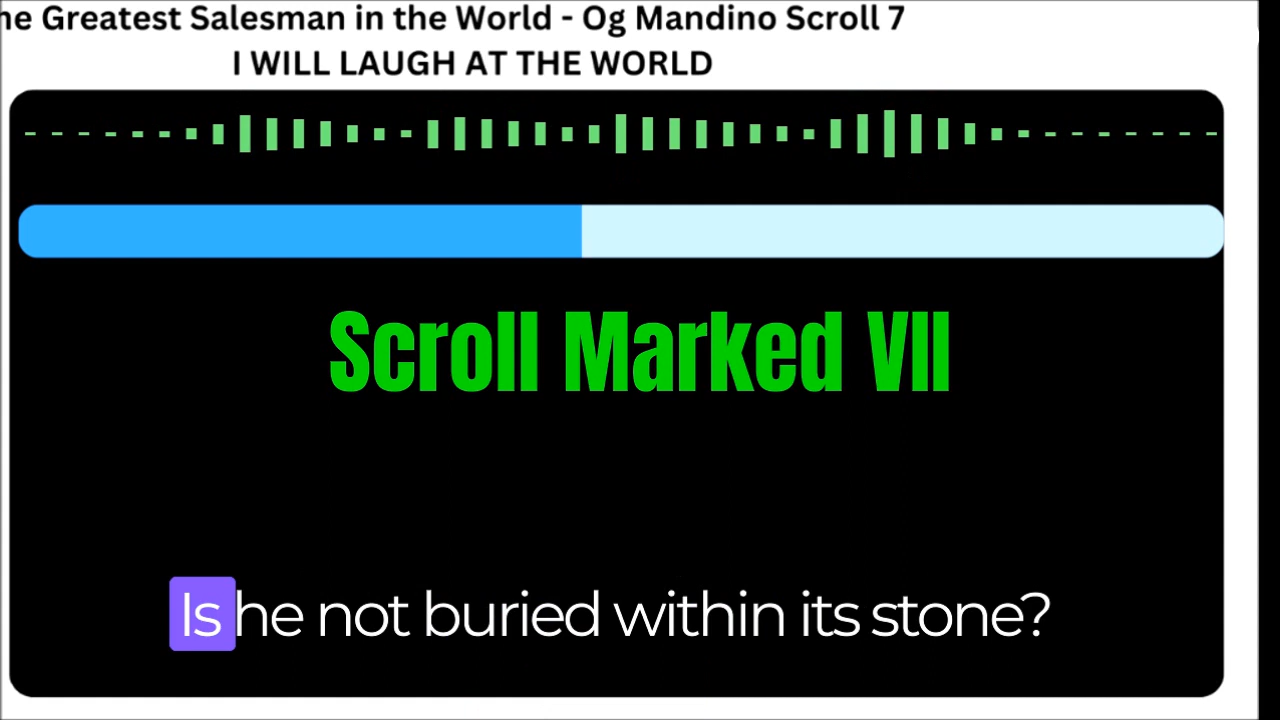 he Greatest Salesman in the World - Og Mandino Scroll 7
I WILL LAUGH AT THE WORLD
Scroll Marked VII
Is he not buried within its stone?